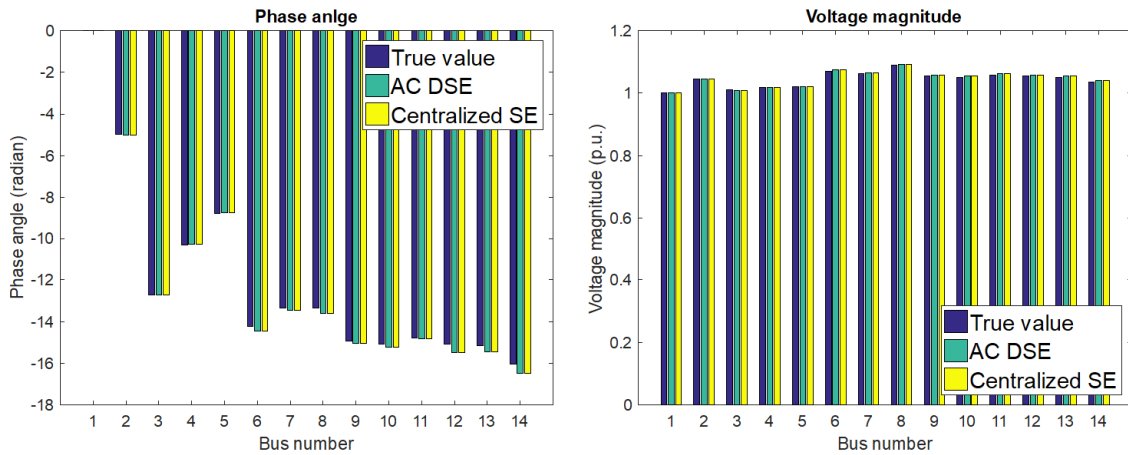 Phase anlge
0
-2
-4
-6
-8
-10
-12
-14
-16
-18
Phase angle (radian)
True value
AC DSE
Centralized SE
1 2 3 4 5 6 7 8 9 10 11 12 13 14
Bus number
Voltage magnitude
1.2
1
0.8
0.6
0.4
0.2
0
Voltage magnitude (p.u.)
True value
AC DSE
Centralized SE
1 2 3 4 5 6 7 8 9 10 11 12 13 14
Bus number